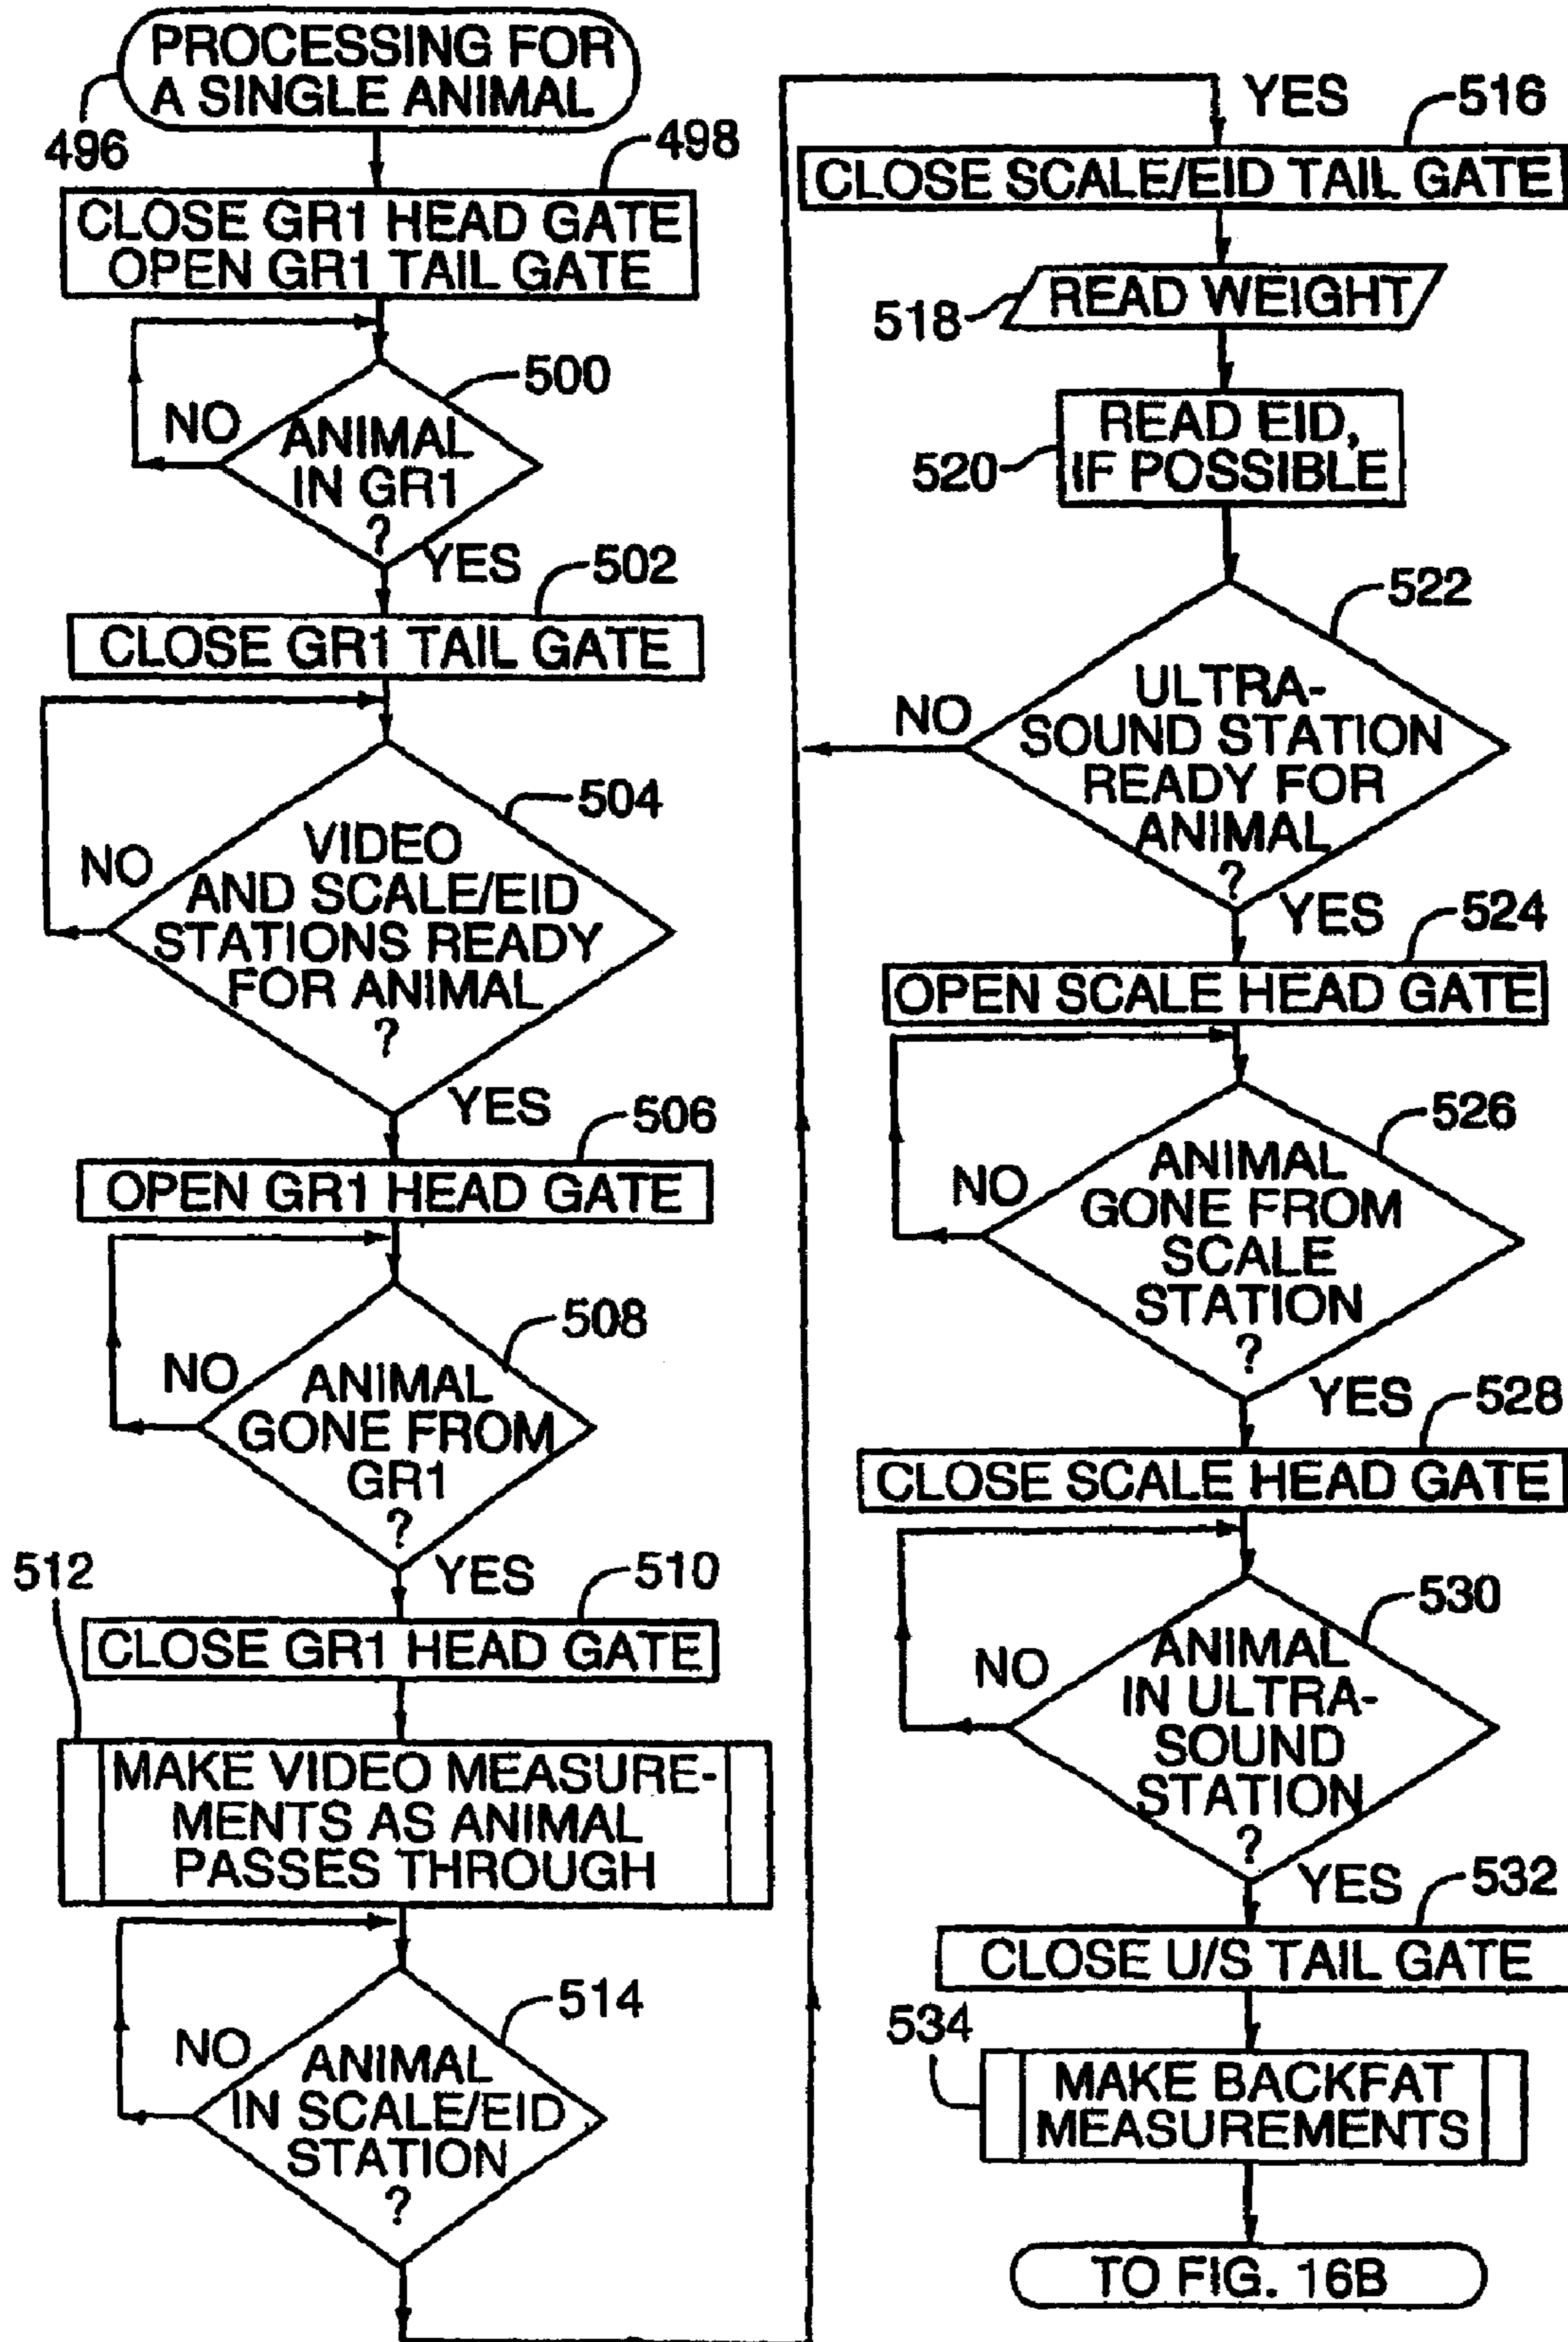 PROCESSING FOR
A SINGLE ANIMAL
496
498
CLOSE GR1 HEAD GATE
OPEN GR1 TAIL GATE
500
NO
ANIMAL
IN GR1
?
YES
502
CLOSE GR1 TAIL GATE
504
NO
VIDEO
AND SCALE/EID
STATIONS READY
FOR ANIMAL
?
YES
506
OPEN GR1 HEAD GATE
508
NO
ANIMAL
GONE FROM
GR1
?
YES
510
CLOSE GR1 HEAD GATE
512
MAKE VIDEO MEASURE-
MENTS AS ANIMAL
PASSES THROUGH
514
NO
ANIMAL
IN SCALE/EID
STATION
?
YES
516
CLOSE SCALE/EID TAIL GATE
518
READ WEIGHT
520
READ EID,
IF POSSIBLE
522
NO
ULTRA-
SOUND STATION
READY FOR
ANIMAL
?
YES
524
OPEN SCALE HEAD GATE
526
NO
ANIMAL
GONE FROM
SCALE
STATION
?
YES
528
CLOSE SCALE HEAD GATE
530
NO
ANIMAL
IN ULTRA-
SOUND
STATION
?
YES
532
CLOSE U/S TAIL GATE
534
MAKE BACKFAT
MEASUREMENTS
TO FIG. 16B